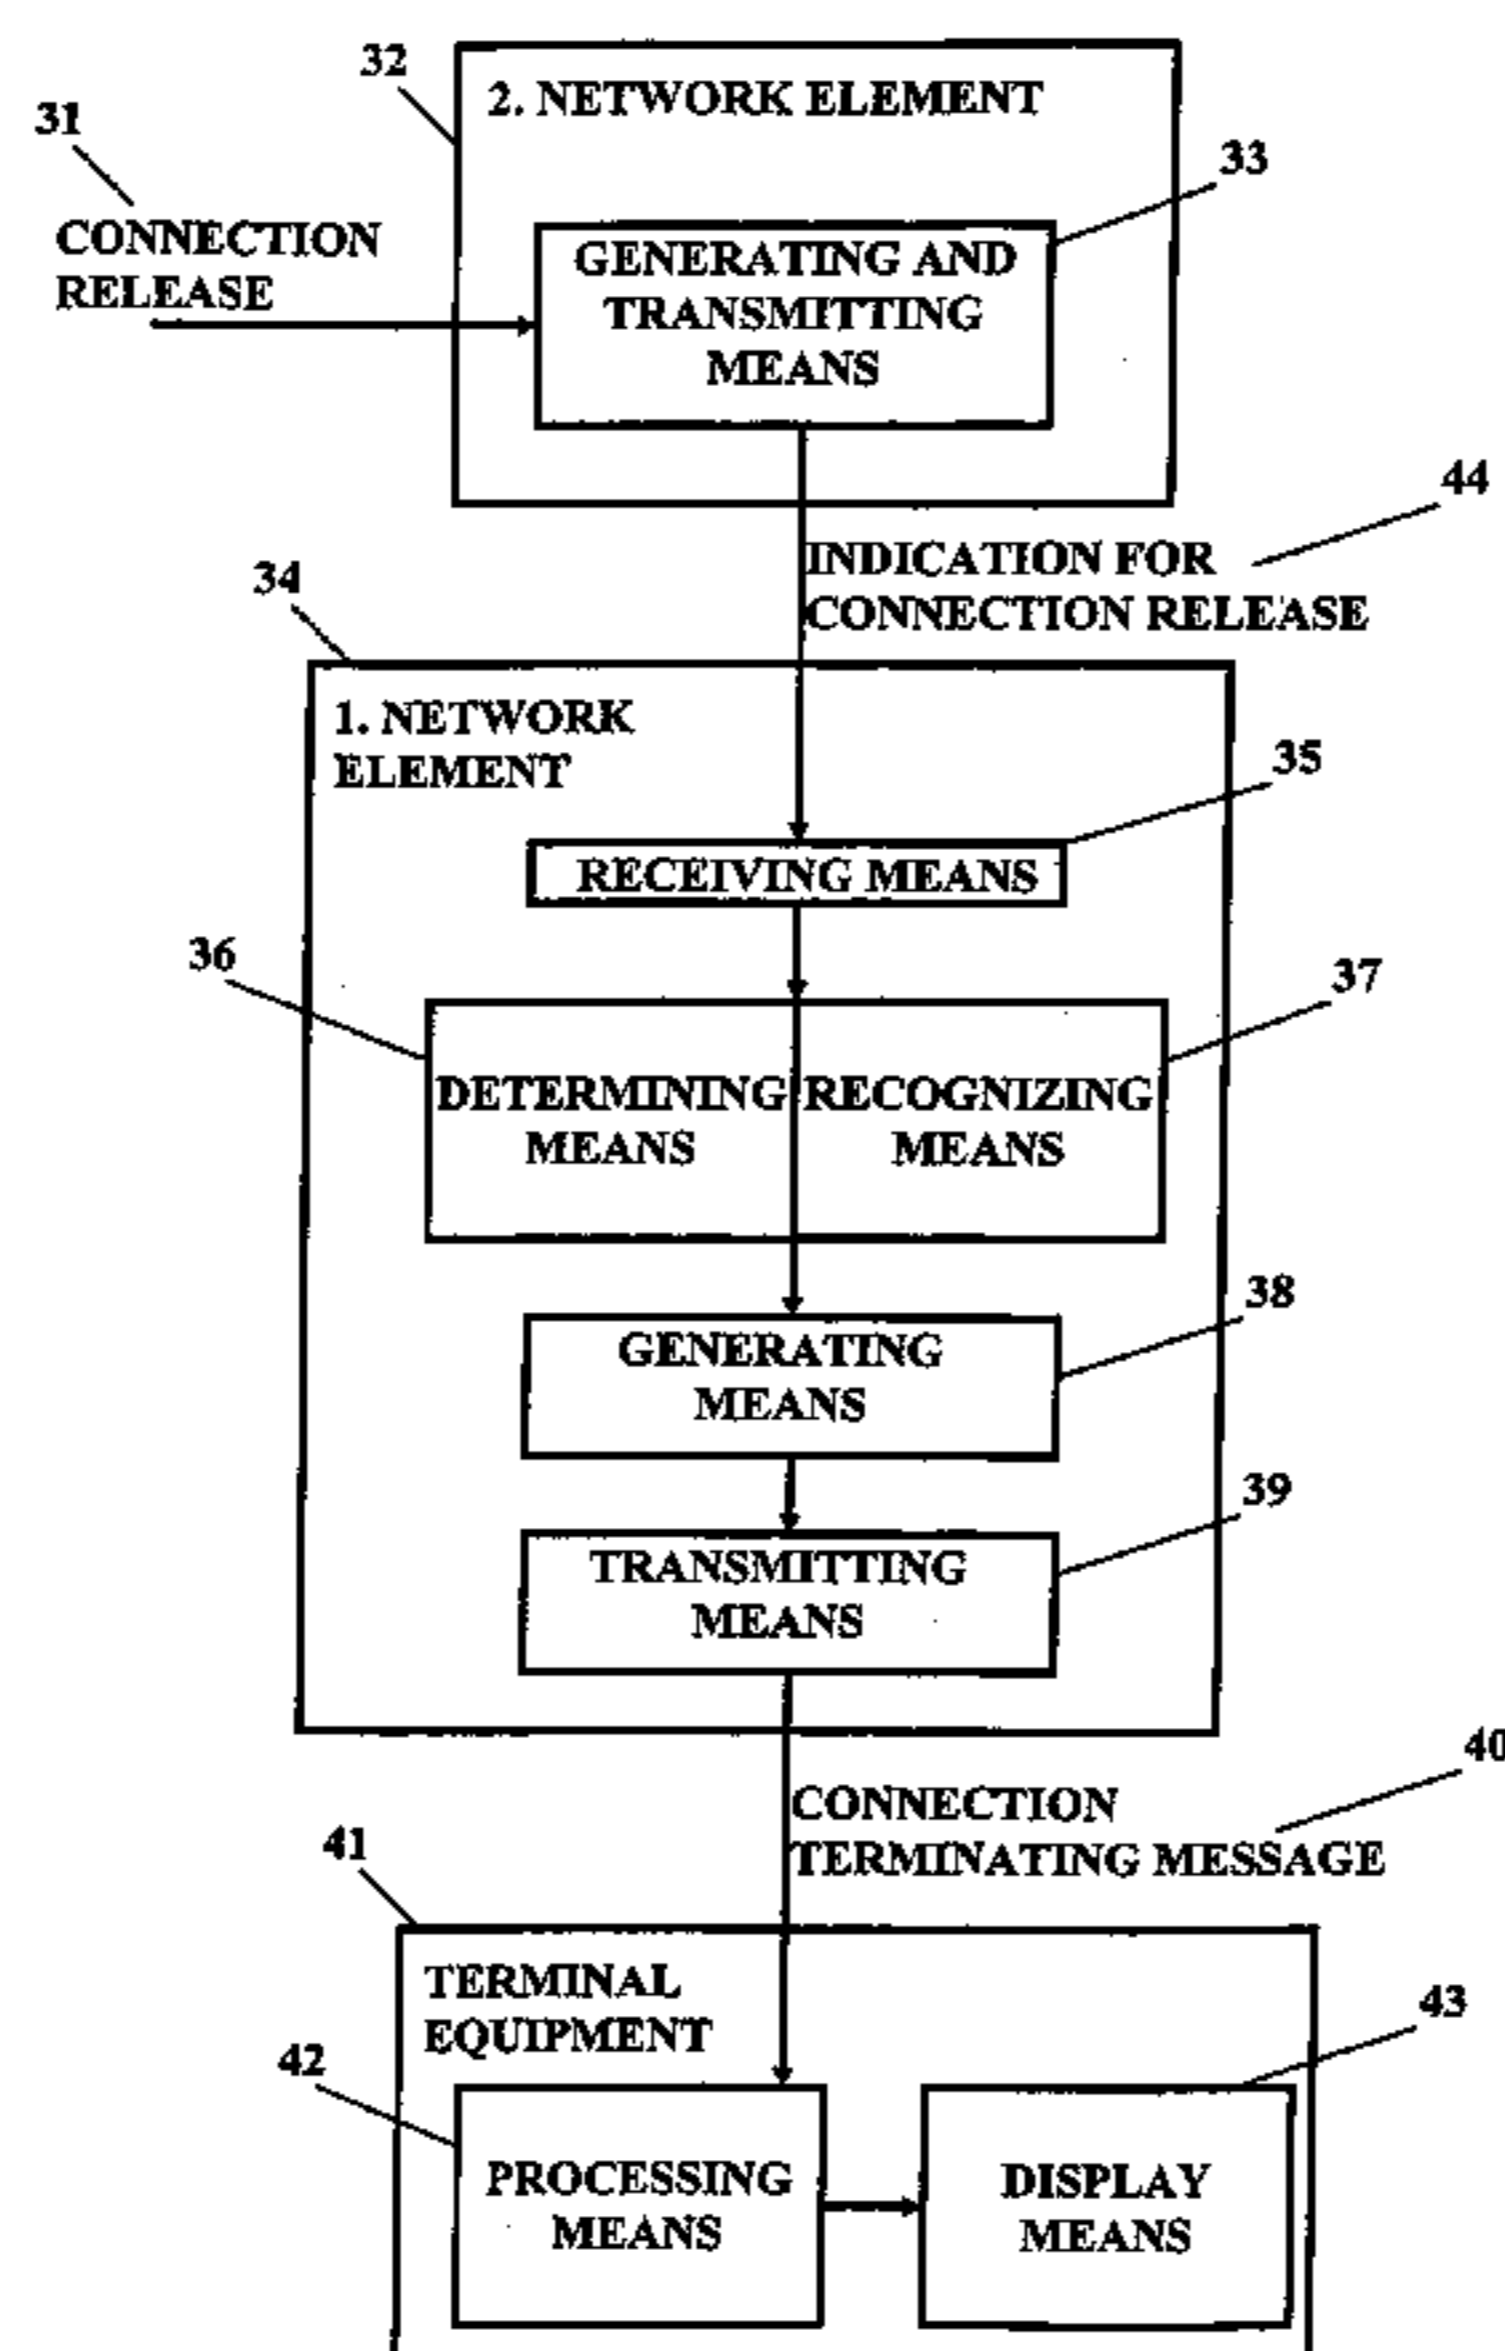 32
2. NETWORK ELEMENT
31
33
CONNECTION
RELEASE
GENERATING AND
TRANSMITTING
MEANS
44
INDICATION FOR
CONNECTION RELEASE
34
1. NETWORK
ELEMENT
35
RECEIVING MEANS
36
37
DETERMINING
MEANS
RECOGNIZING
MEANS
38
GENERATING
MEANS
39
TRANSMITTING
MEANS
40
CONNECTION
TERMINATING MESSAGE
41
TERMINAL
EQUIPMENT
43
42
PROCESSING
MEANS
DISPLAY
MEANS